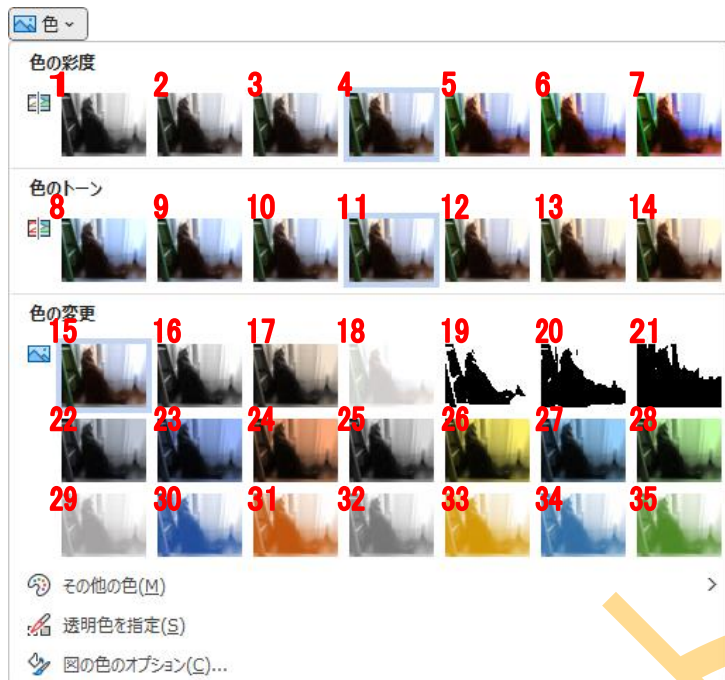 色
色の彩度
1 2 3 4 5 6 7
色のトーン
8 9 10 11 12 13 14
色の変更
15 16 17 18 19 20 21
22 23 24 25 26 27 28
29 30 31 32 33 34 35
その他の色(M)
透明色を指定(S)
図の色のオプション(C)...